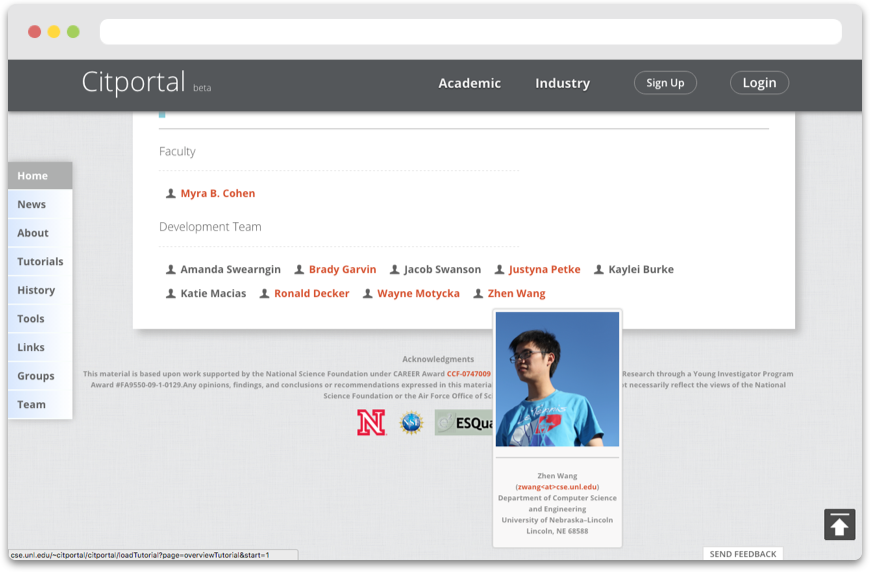 Citportal beta
Academic
Industry
Sign Up
Login
Home
News
About
Tutorials
History
Tools
Links
Groups
Team
Faculty
Myra B. Cohen
Development Team
Amanda Swearngin Brady Garvin Jacob Swanson Justyna Petke Kaylei Burke
Katie Macias Ronald Decker Wayne Motycka Zhen Wang
Acknowledgments
This material is based upon work supported by the National Science Foundation under CAREER Award CCF-0747009 Research through a Young Investigator Program
Award #FA9550-09-1-0129.Any opinions, findings, and conclusions or recommendations expressed in this material necessarily reflect the views of the National
Science Foundation or the Air Force Office of
N
NSF
ESQua
Zhen Wang
(zwang<at>cse.unl.edu)
Department of Computer Science
and Engineering
University of Nebraska–Lincoln
Lincoln, NE 68588
cse.unl.edu/~citportal/citportal/loadTutorial?page=overviewTutorial&start=1
SEND FEEDBACK